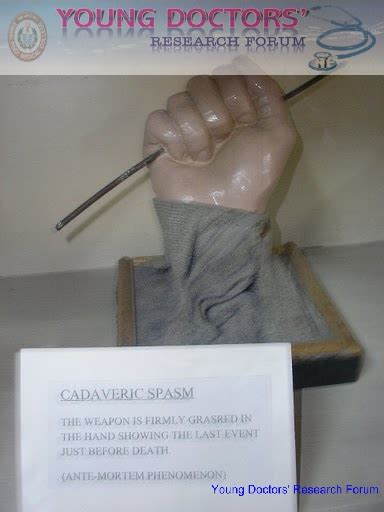 YOUNG DOCTORS'
RESEARCH FORUM
CADAVERIC SPASM
THE WEAPON IS FIRMLY GRASRED IN
THE HAND SHOWING THE LAST EVENT
JUST BEFORE DEATH.
(ANTE-MORTEM PHENOMENON)
Young Doctors' Research Forum